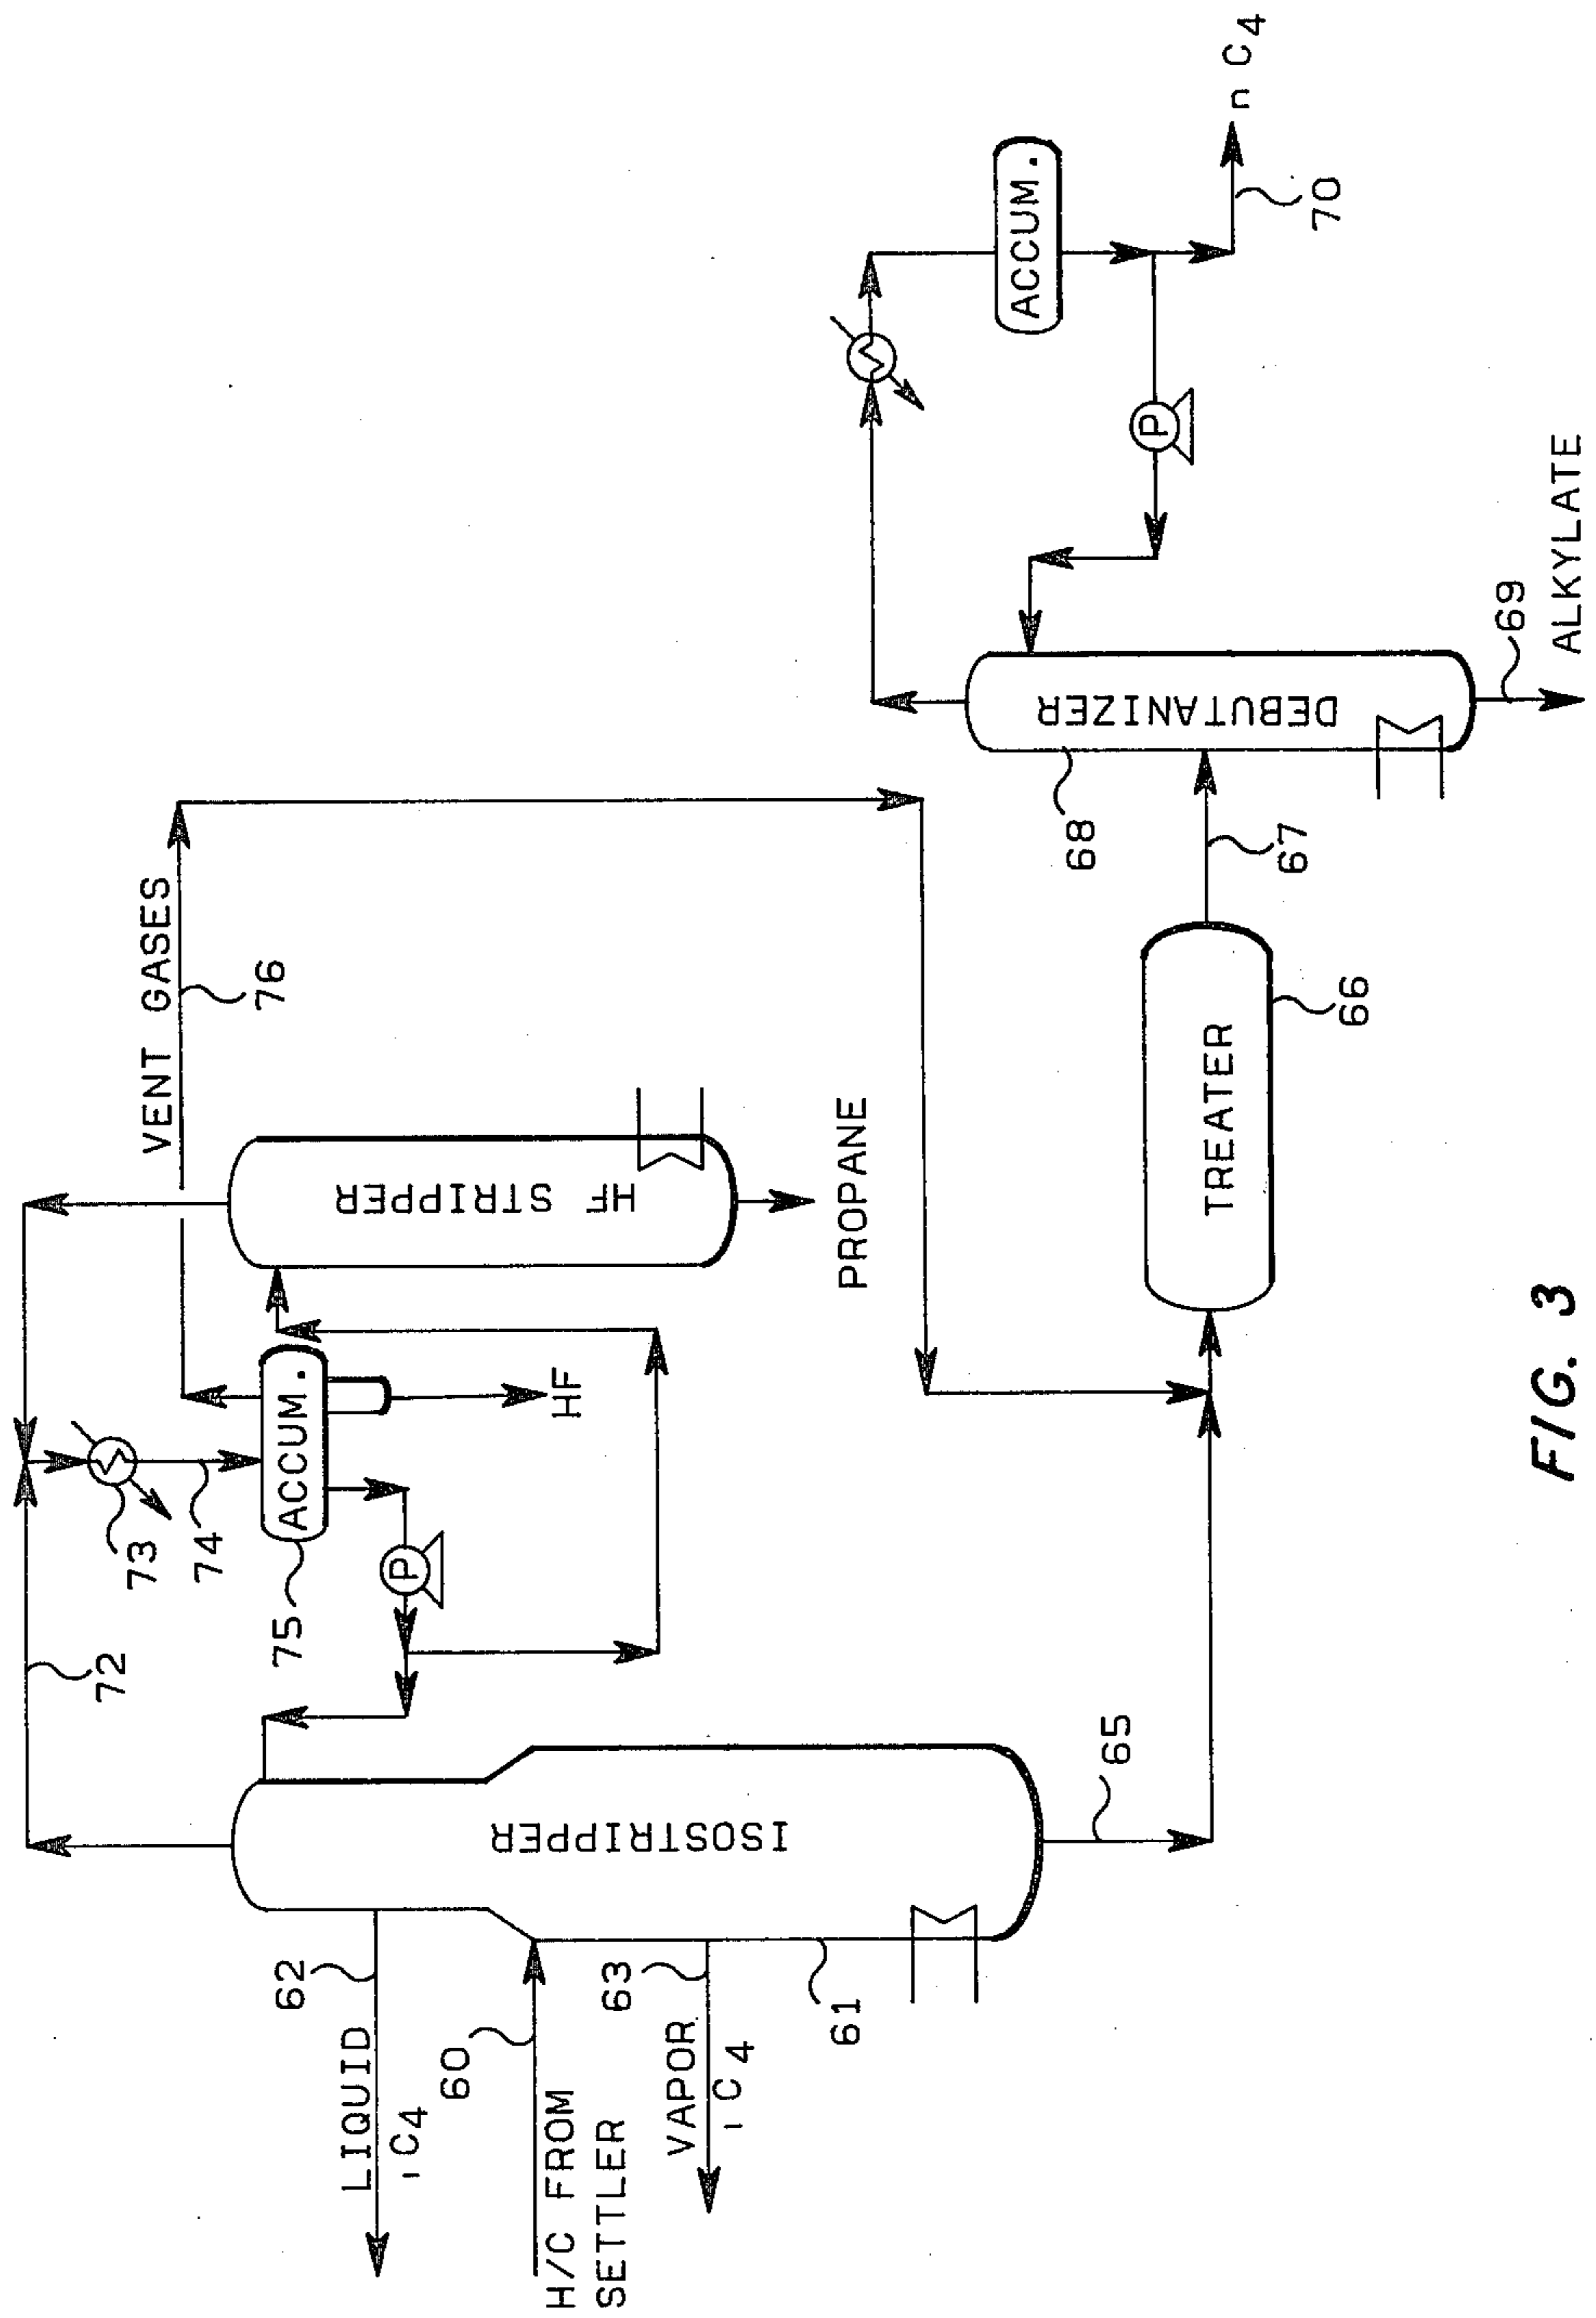 72
73
74
75
ACCUM.
HF
VENT GASES
76
HF STRIPPER
PROPANE
LIQUID
iC4
62
60
H/C FROM
SETTLER
VAPOR
iC4
63
61
ISOSTRIPPER
P
65
TREATER
66
67
68
DEBUTANIZER
69
ALKYLATE
P
ACCUM.
70
n C4
FIG. 3